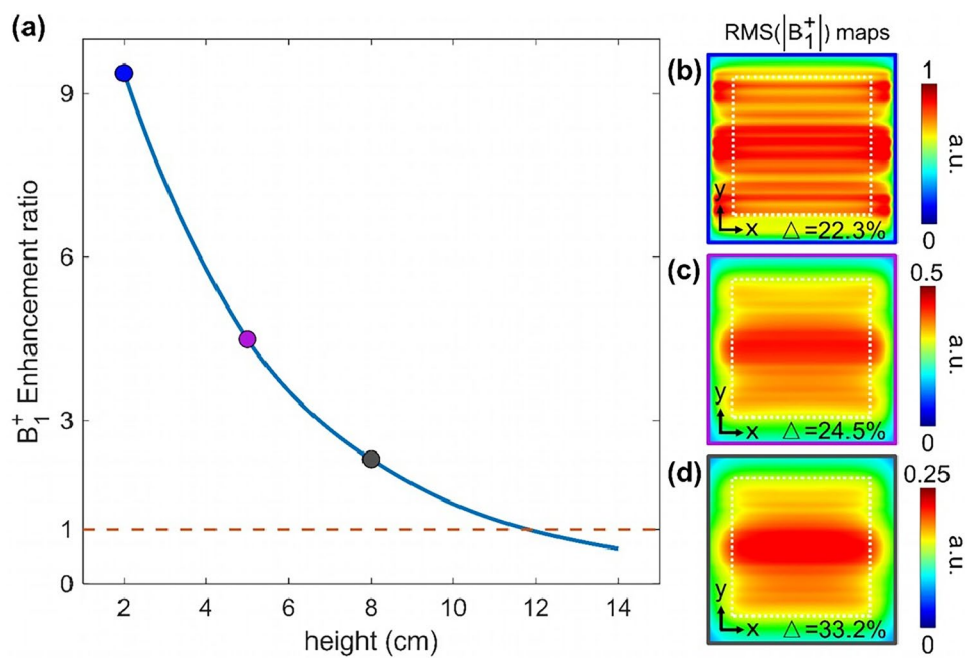 (a)
9
6
3
1
0
2 4 6 8 10 12 14
height (cm)
B₁⁺ Enhancement ratio
RMS(|B₁⁺|) maps
(b)
y
x
△=22.3%
1
0
a.u.
(c)
y
x
△=24.5%
0.5
0
a.u.
(d)
y
x
△=33.2%
0.25
0
a.u.